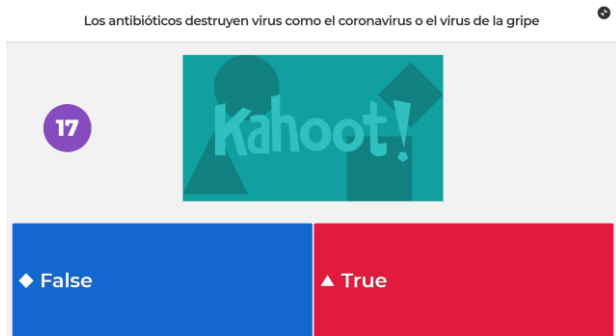 Los antibióticos destruyen virus como el coronavirus o el virus de la gripe
17
Kahoot!
False
True